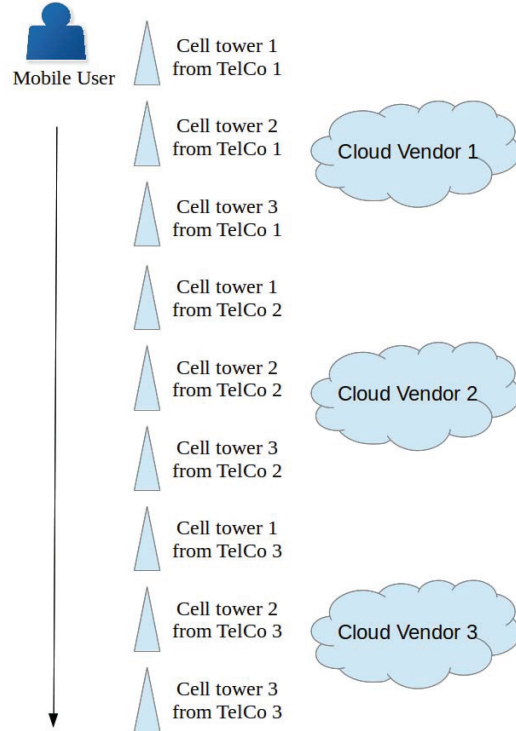 Mobile User
Cell tower 1
from TelCo 1
Cell tower 2
from TelCo 1
Cloud Vendor 1
Cell tower 3
from TelCo 1
Cell tower 1
from TelCo 2
Cell tower 2
from TelCo 2
Cloud Vendor 2
Cell tower 3
from TelCo 2
Cell tower 1
from TelCo 3
Cell tower 2
from TelCo 3
Cloud Vendor 3
Cell tower 3
from TelCo 3